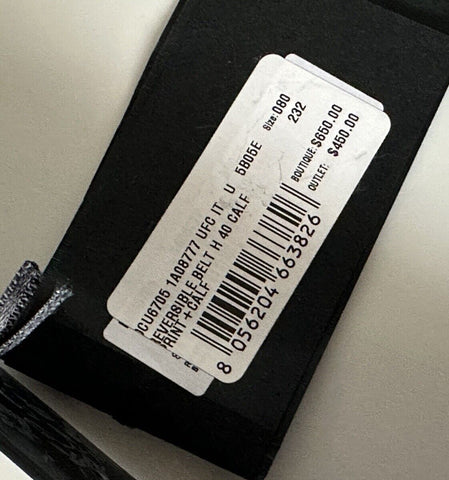 DCU6705 1A08777 UFC IT U 5B05E
REVERSIBLE BELT H 40 CALF
PRINT + CALF
Size: 080
232
BOUTIQUE: $650.00
OUTLET: $450.00
8 056204 663826